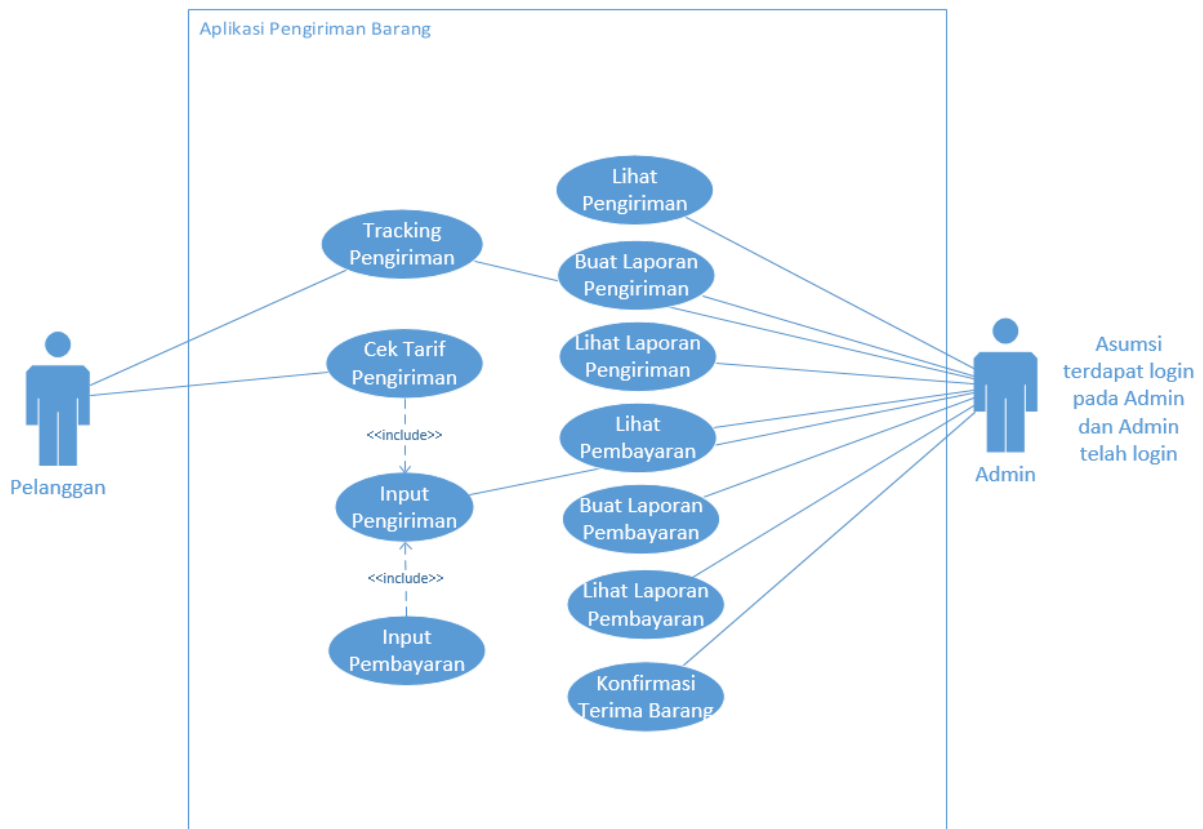 Aplikasi Pengiriman Barang
Lihat
Pengiriman
Tracking
Pengiriman
Buat Laporan
Pengiriman
Cek Tarif
Pengiriman
Lihat Laporan
Pengiriman
<<include>>
Lihat
Pembayaran
Input
Pengiriman
Buat Laporan
Pembayaran
<<include>>
Lihat Laporan
Pembayaran
Input
Pembayaran
Konfirmasi
Terima Barang
Pelanggan
Admin
Asumsi
terdapat login
pada Admin
dan Admin
telah login